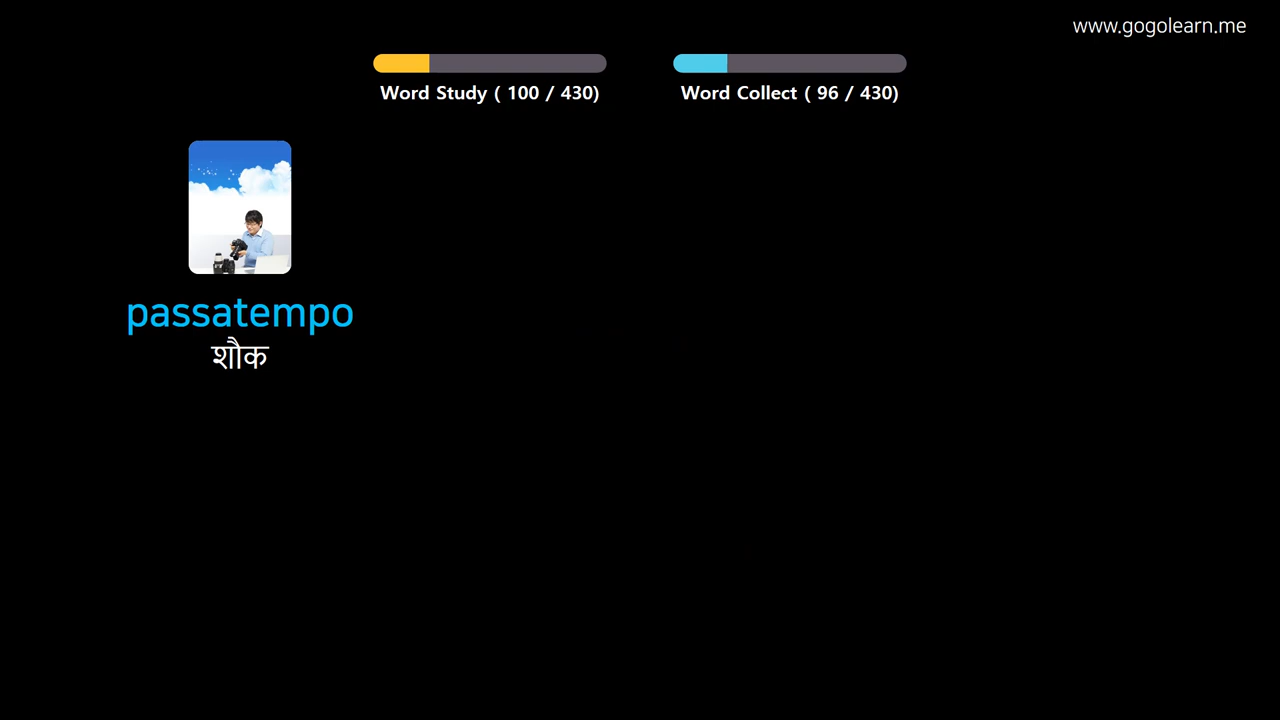 www.gogolearn.me
Word Study ( 100 / 430)
Word Collect ( 96 / 430)
passatempo
शौक